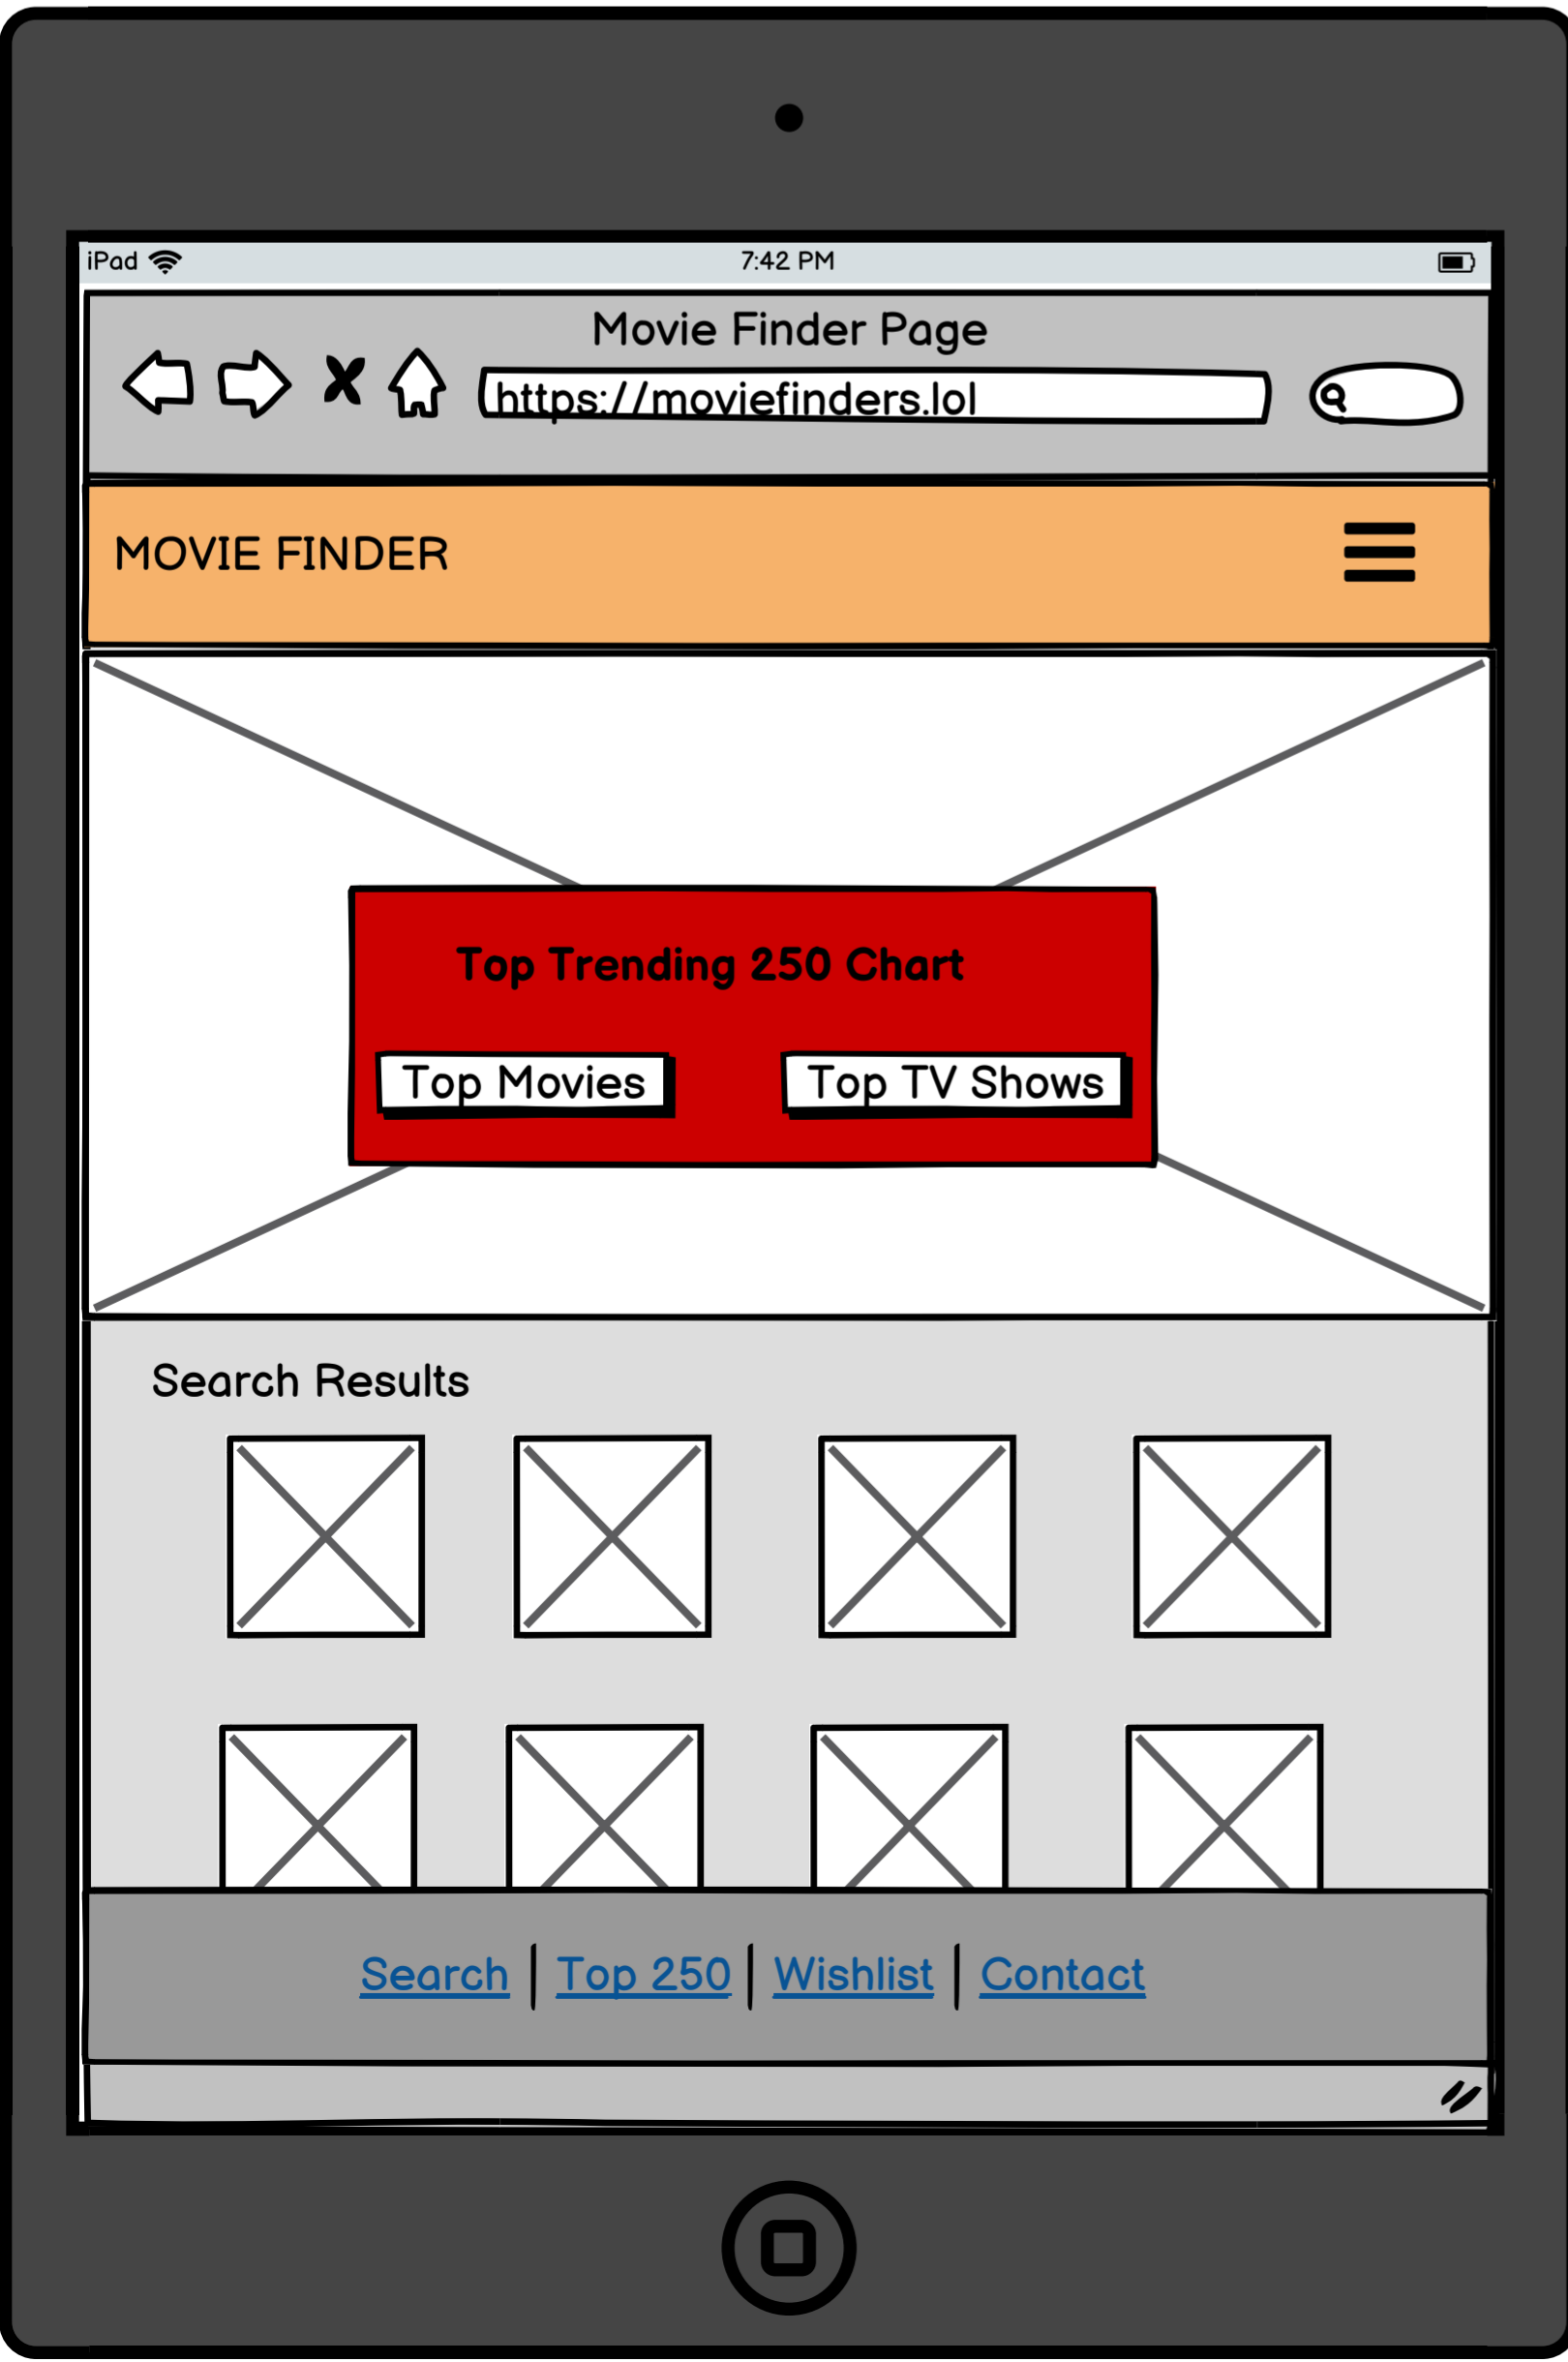 iPad 7:42 PM
Movie Finder Page
https://moviefinders.lol
MOVIE FINDER
Top Trending 250 Chart
Top Movies Top TV Shows
Search Results
Search | Top 250 | Wishlist | Contact